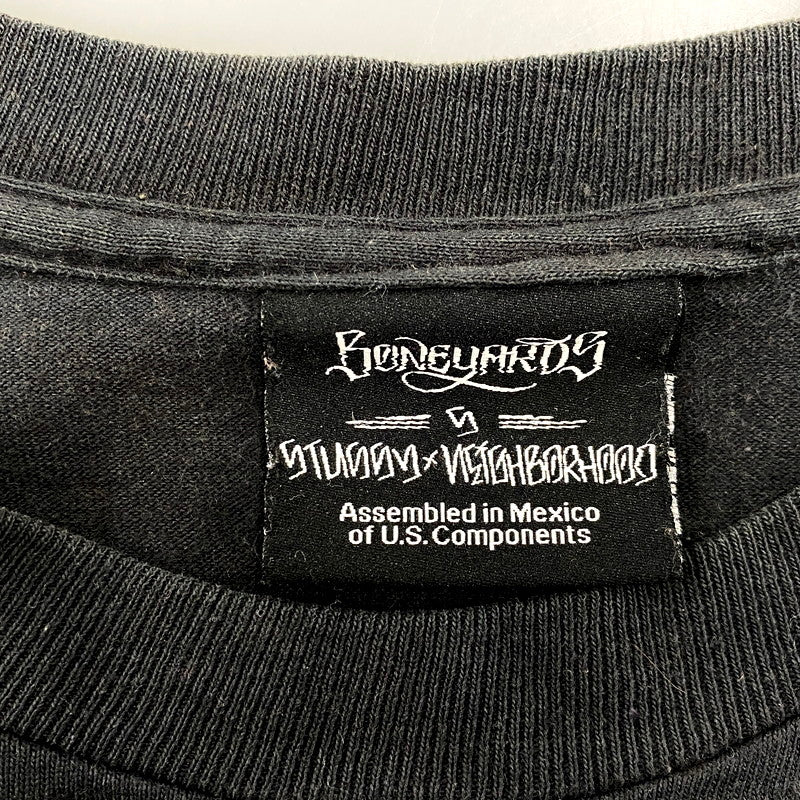 BONEYARDS
S
STUSSY × NEIGHBORHOOD
Assembled in Mexico
of U.S. Components